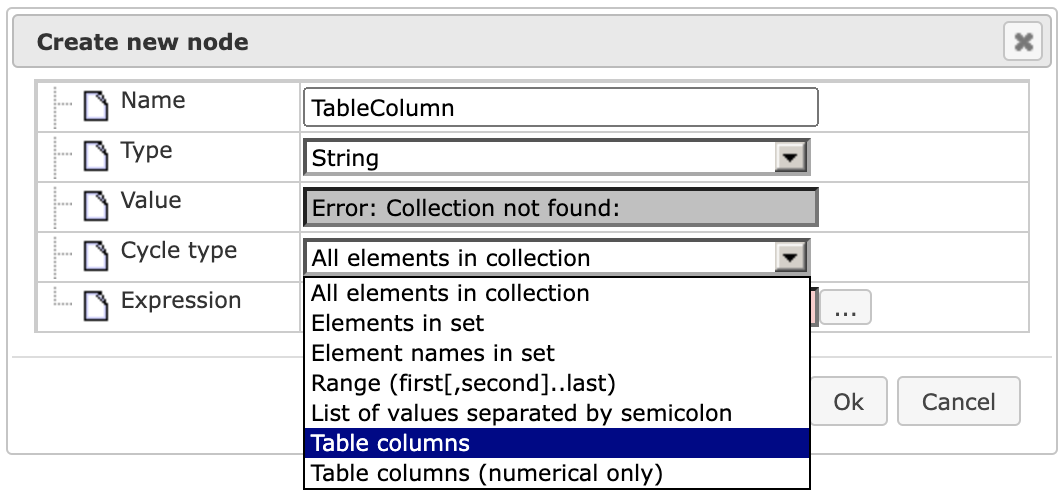 Create new node
Name
TableColumn
Type
String
Value
Error: Collection not found:
Cycle type
All elements in collection
Expression
...
All elements in collection
Elements in set
Element names in set
Range (first[,second]..last)
List of values separated by semicolon
Table columns
Table columns (numerical only)
Ok
Cancel